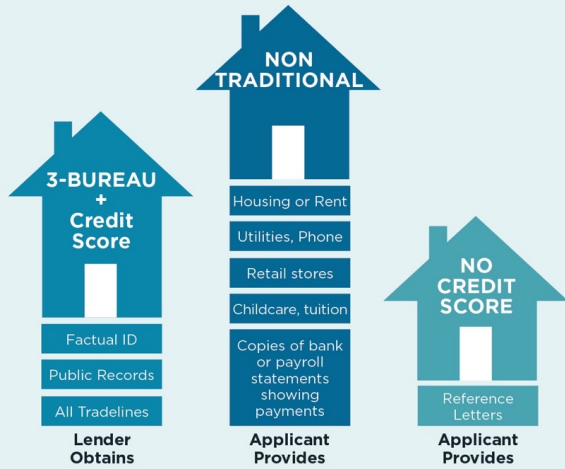 3-BUREAU
+
Credit
Score
Factual ID
Public Records
All Tradelines
Lender
Obtains
NON
TRADITIONAL
Housing or Rent
Utilities, Phone
Retail stores
Childcare, tuition
Copies of bank
or payroll
statements
showing
payments
Applicant
Provides
NO
CREDIT
SCORE
Reference
Letters
Applicant
Provides